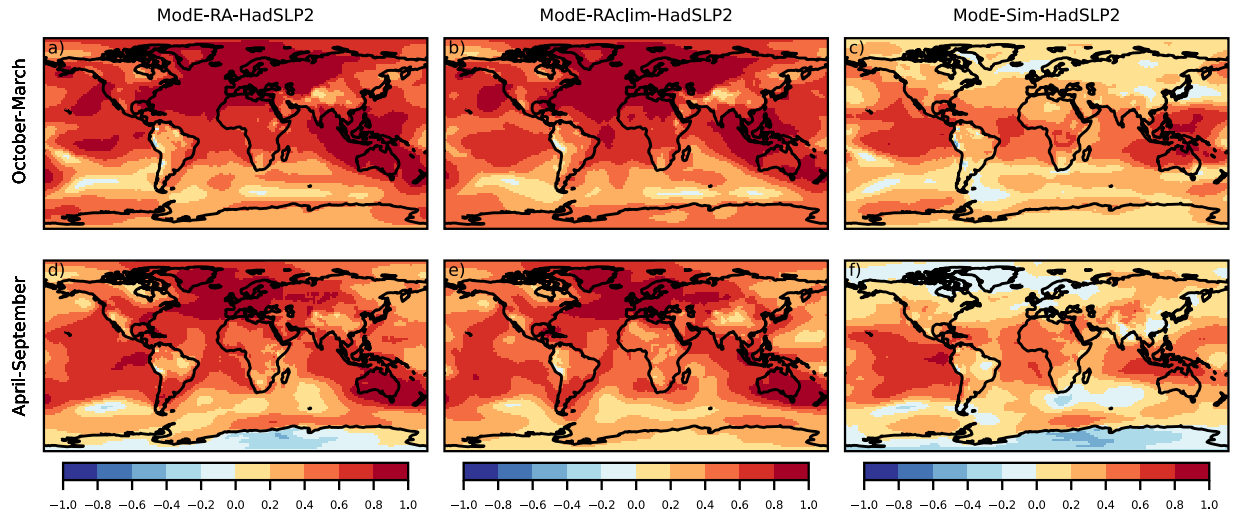 ModE-RA-HadSLP2 ModE-RAclim-HadSLP2 ModE-Sim-HadSLP2
October-March
a) b) c)
April-September
d) e) f)
−1.0 −0.8 −0.6 −0.4 −0.2 0.0 0.2 0.4 0.6 0.8 1.0
−1.0 −0.8 −0.6 −0.4 −0.2 0.0 0.2 0.4 0.6 0.8 1.0
−1.0 −0.8 −0.6 −0.4 −0.2 0.0 0.2 0.4 0.6 0.8 1.0